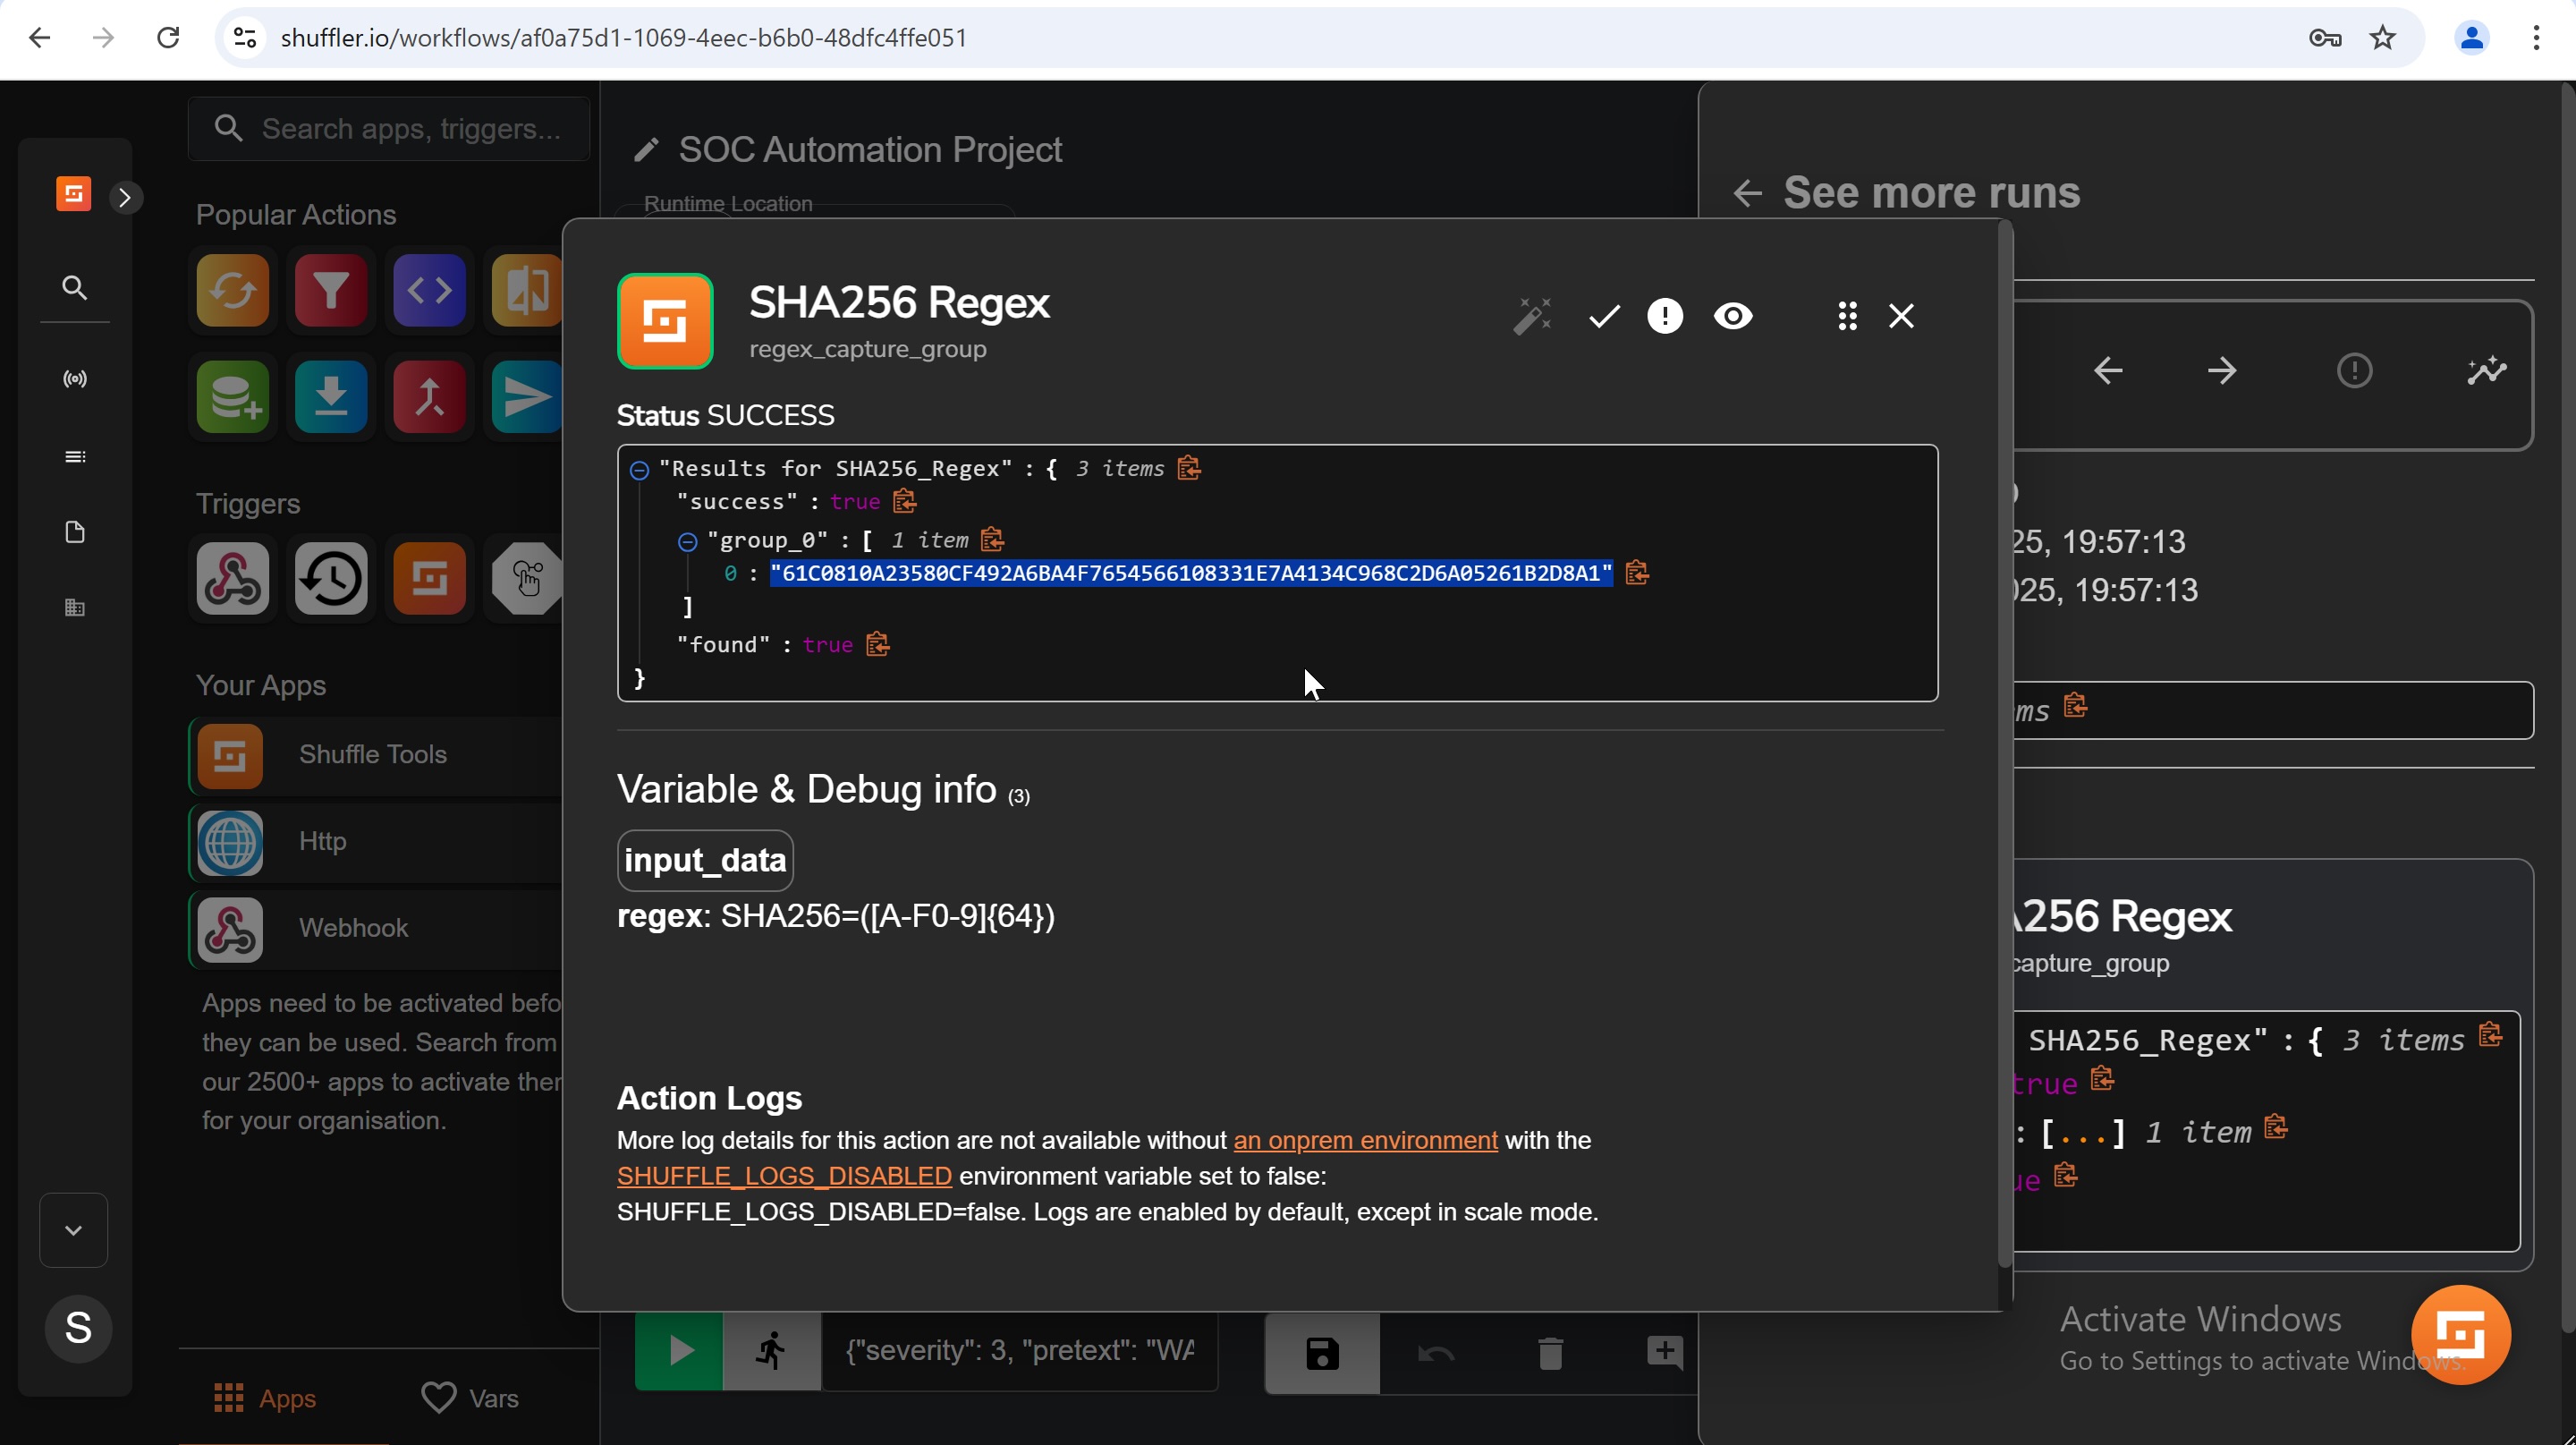 shuffler.io/workflows/af0a75d1-1069-4eec-b6b0-48dfc4ffe051
Search apps, triggers...
Popular Actions
Triggers
Your Apps
Shuffle Tools
Http
Webhook
Apps need to be activated befo
they can be used. Search from
our 2500+ apps to activate ther
for your organisation.
S
Apps
Vars
SOC Automation Project
Runtime Location
SHA256 Regex
regex_capture_group
Status SUCCESS
"Results for SHA256_Regex" : { 3 items
"success" : true
"group_0" : [ 1 item
0 : "61C0810A23580CF492A6BA4F7654566108331E7A4134C968C2D6A05261B2D8A1"
]
"found" : true
}
Variable & Debug info (3)
input_data
regex: SHA256=([A-F0-9]{64})
Action Logs
More log details for this action are not available without an onprem environment with the
SHUFFLE_LOGS_DISABLED environment variable set to false:
SHUFFLE_LOGS_DISABLED=false. Logs are enabled by default, except in scale mode.
{"severity": 3, "pretext": "WA
See more runs
25, 19:57:13
025, 19:57:13
ms
A256 Regex
capture_group
SHA256_Regex" : { 3 items
true
: [...] 1 item
ue
Activate Windows
Go to Settings to activate Windows.